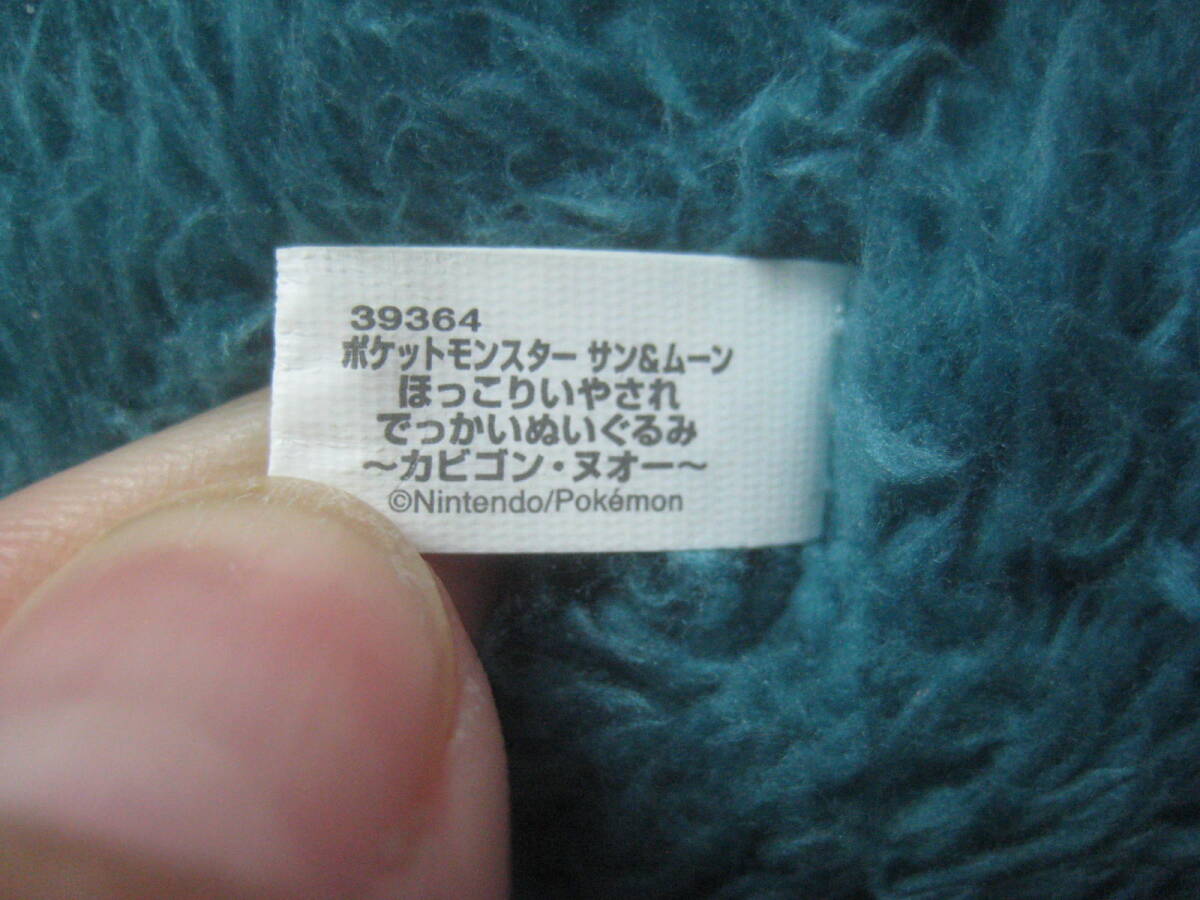 39364
ポケットモンスター サン&ムーン
ほっこりいやされ
でっかいぬいぐるみ
～カビゴン・ヌオー～
©Nintendo/Pokémon